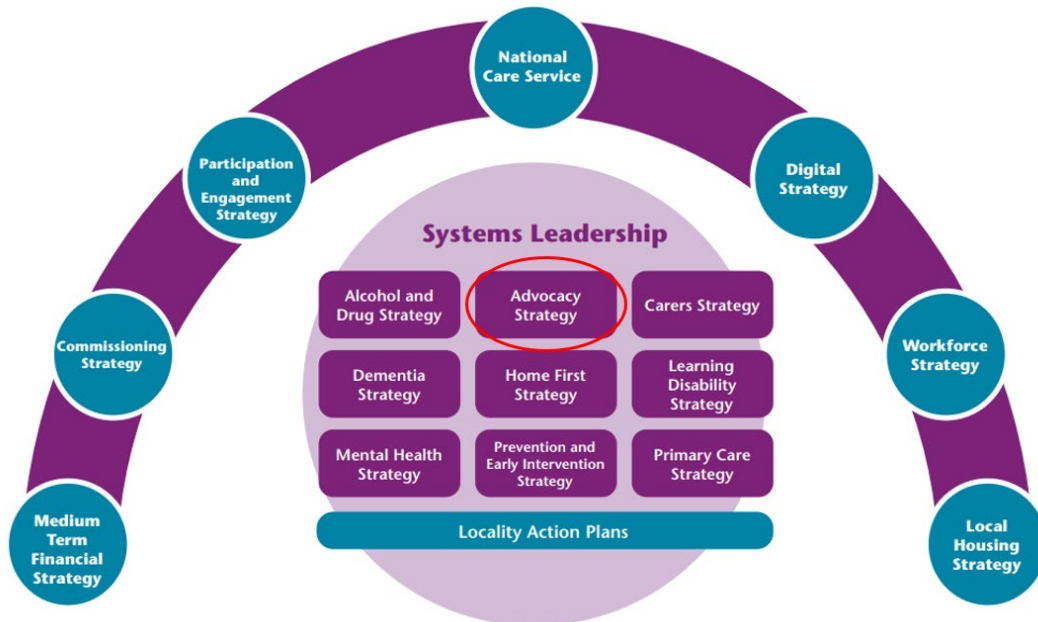 National
Care Service
Participation
and
Engagement
Strategy
Digital
Strategy
Commissioning
Strategy
Workforce
Strategy
Medium
Term
Financial
Strategy
Local
Housing
Strategy
Systems Leadership
Alcohol and
Drug Strategy
Advocacy
Strategy
Carers Strategy
Dementia
Strategy
Home First
Strategy
Learning
Disability
Strategy
Mental Health
Strategy
Prevention and
Early Intervention
Strategy
Primary Care
Strategy
Locality Action Plans